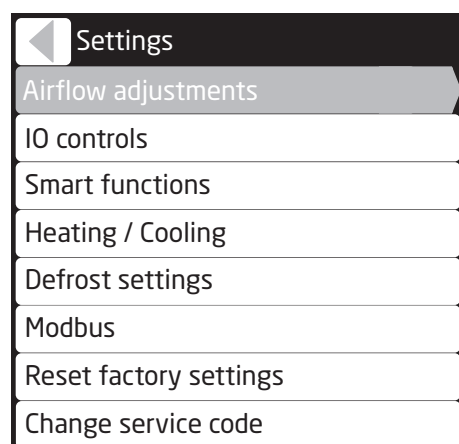 Settings
Airflow adjustments
IO controls
Smart functions
Heating / Cooling
Defrost settings
Modbus
Reset factory settings
Change service code